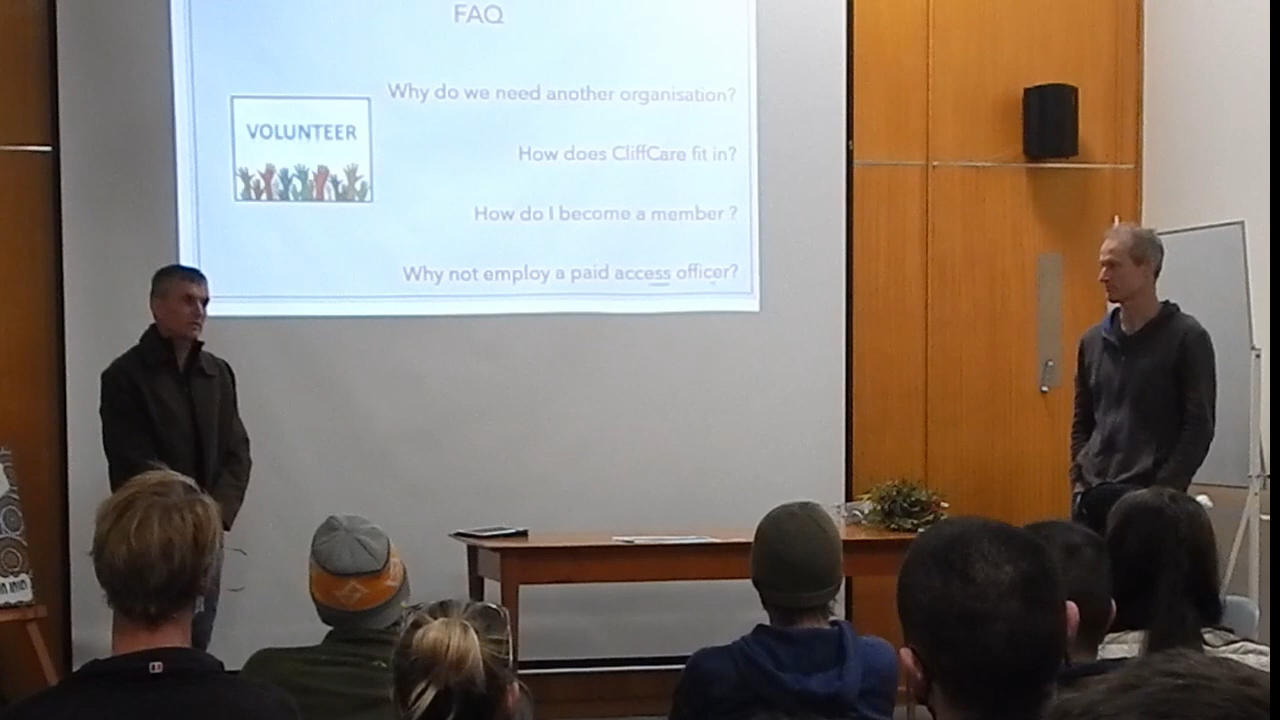 FAQ
Why do we need another organisation?
VOLUNTEER
How does CliffCare fit in?
How do I become a member ?
Why not employ a paid access officer?